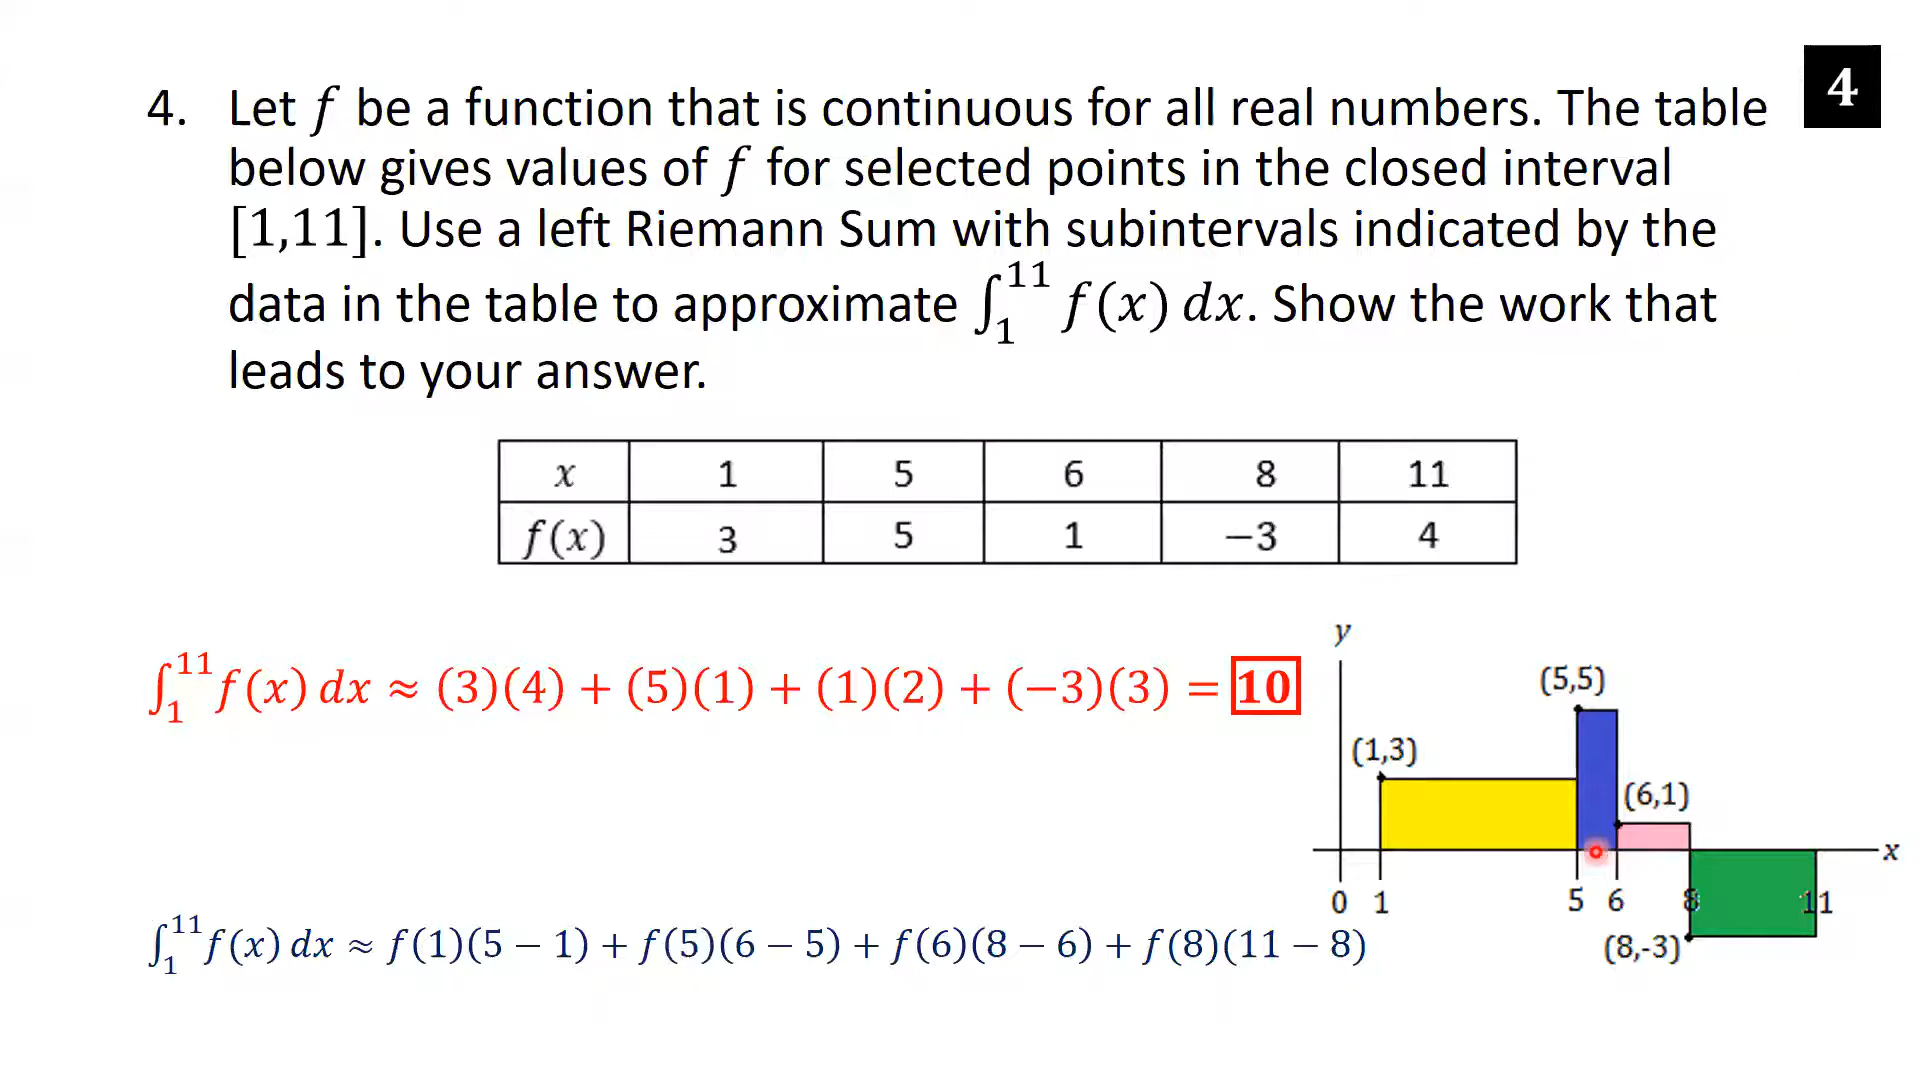 4
4. Let f be a function that is continuous for all real numbers. The table
below gives values of f for selected points in the closed interval
[1,11]. Use a left Riemann Sum with subintervals indicated by the
data in the table to approximate ∫₁¹¹ f(x) dx. Show the work that
leads to your answer.
x 1 5 6 8 11
f(x) 3 5 1 −3 4
∫₁¹¹ f(x) dx ≈ (3)(4) + (5)(1) + (1)(2) + (−3)(3) = 10
y
(5,5)
(1,3)
(6,1)
x
0 1 5 6 8 11
(8,-3)
∫₁¹¹ f(x) dx ≈ f(1)(5 − 1) + f(5)(6 − 5) + f(6)(8 − 6) + f(8)(11 − 8)